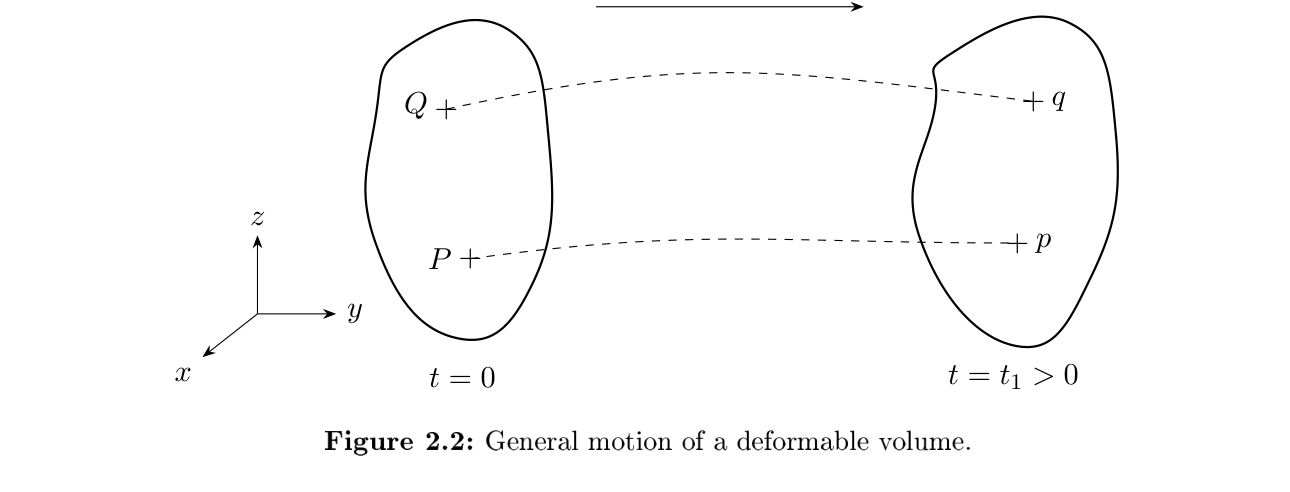 Q
q
z
P
p
y
x
t = 0
t = t₁ > 0
Figure 2.2: General motion of a deformable volume.